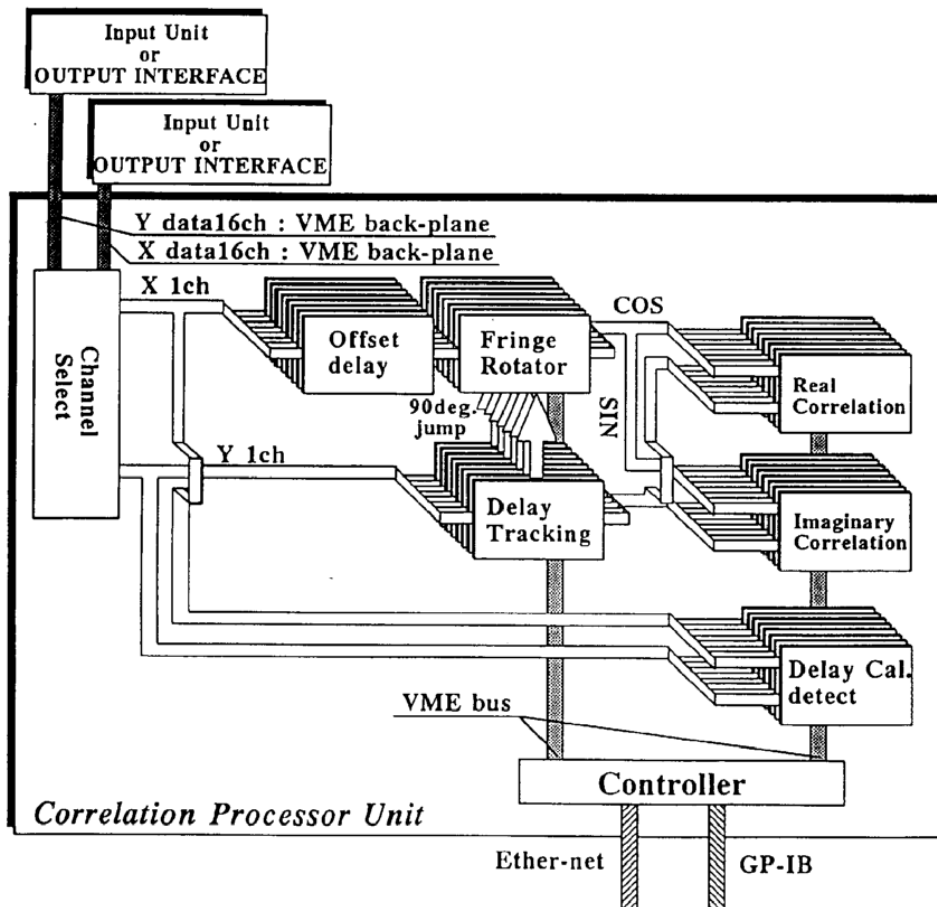 Input Unit
or
OUTPUT INTERFACE
Input Unit
or
OUTPUT INTERFACE
Y data16ch : VME back-plane
X data16ch : VME back-plane
X 1ch
Channel
Select
Offset
delay
Fringe
Rotator
COS
SIN
Real
Correlation
90deg.
jump
Y 1ch
Delay
Tracking
Imaginary
Correlation
Delay Cal.
detect
VME bus
Controller
Correlation Processor Unit
Ether-net
GP-IB